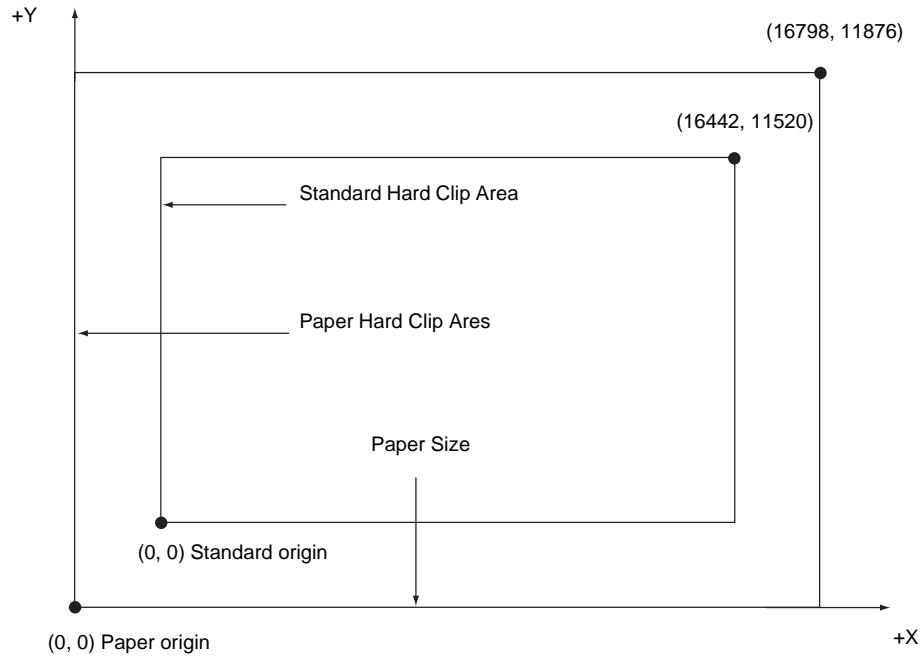 +Y
(16798, 11876)
(16442, 11520)
Standard Hard Clip Area
Paper Hard Clip Ares
Paper Size
(0, 0) Standard origin
(0, 0) Paper origin
+X